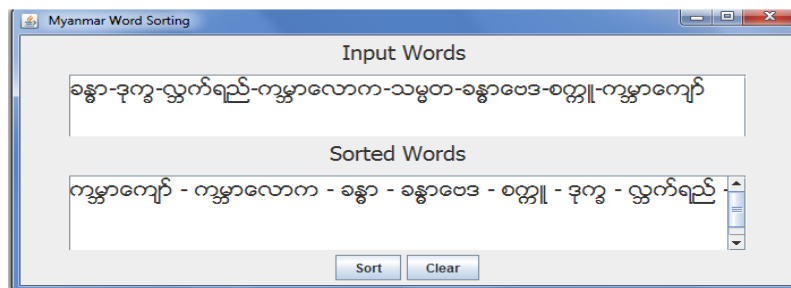 Myanmar Word Sorting
Input Words
ခန္ဓာ-ဒုက္ခ-လ္ဘက်ရည်-ကမ္ဘာလောက-သမ္မတ-ခန္ဓာဗေဒ-စက္ကူ-ကမ္ဘာကျော်
Sorted Words
ကမ္ဘာကျော် - ကမ္ဘာလောက - ခန္ဓာ - ခန္ဓာဗေဒ - စက္ကူ - ဒုက္ခ - လ္ဘက်ရည် -
Sort Clear